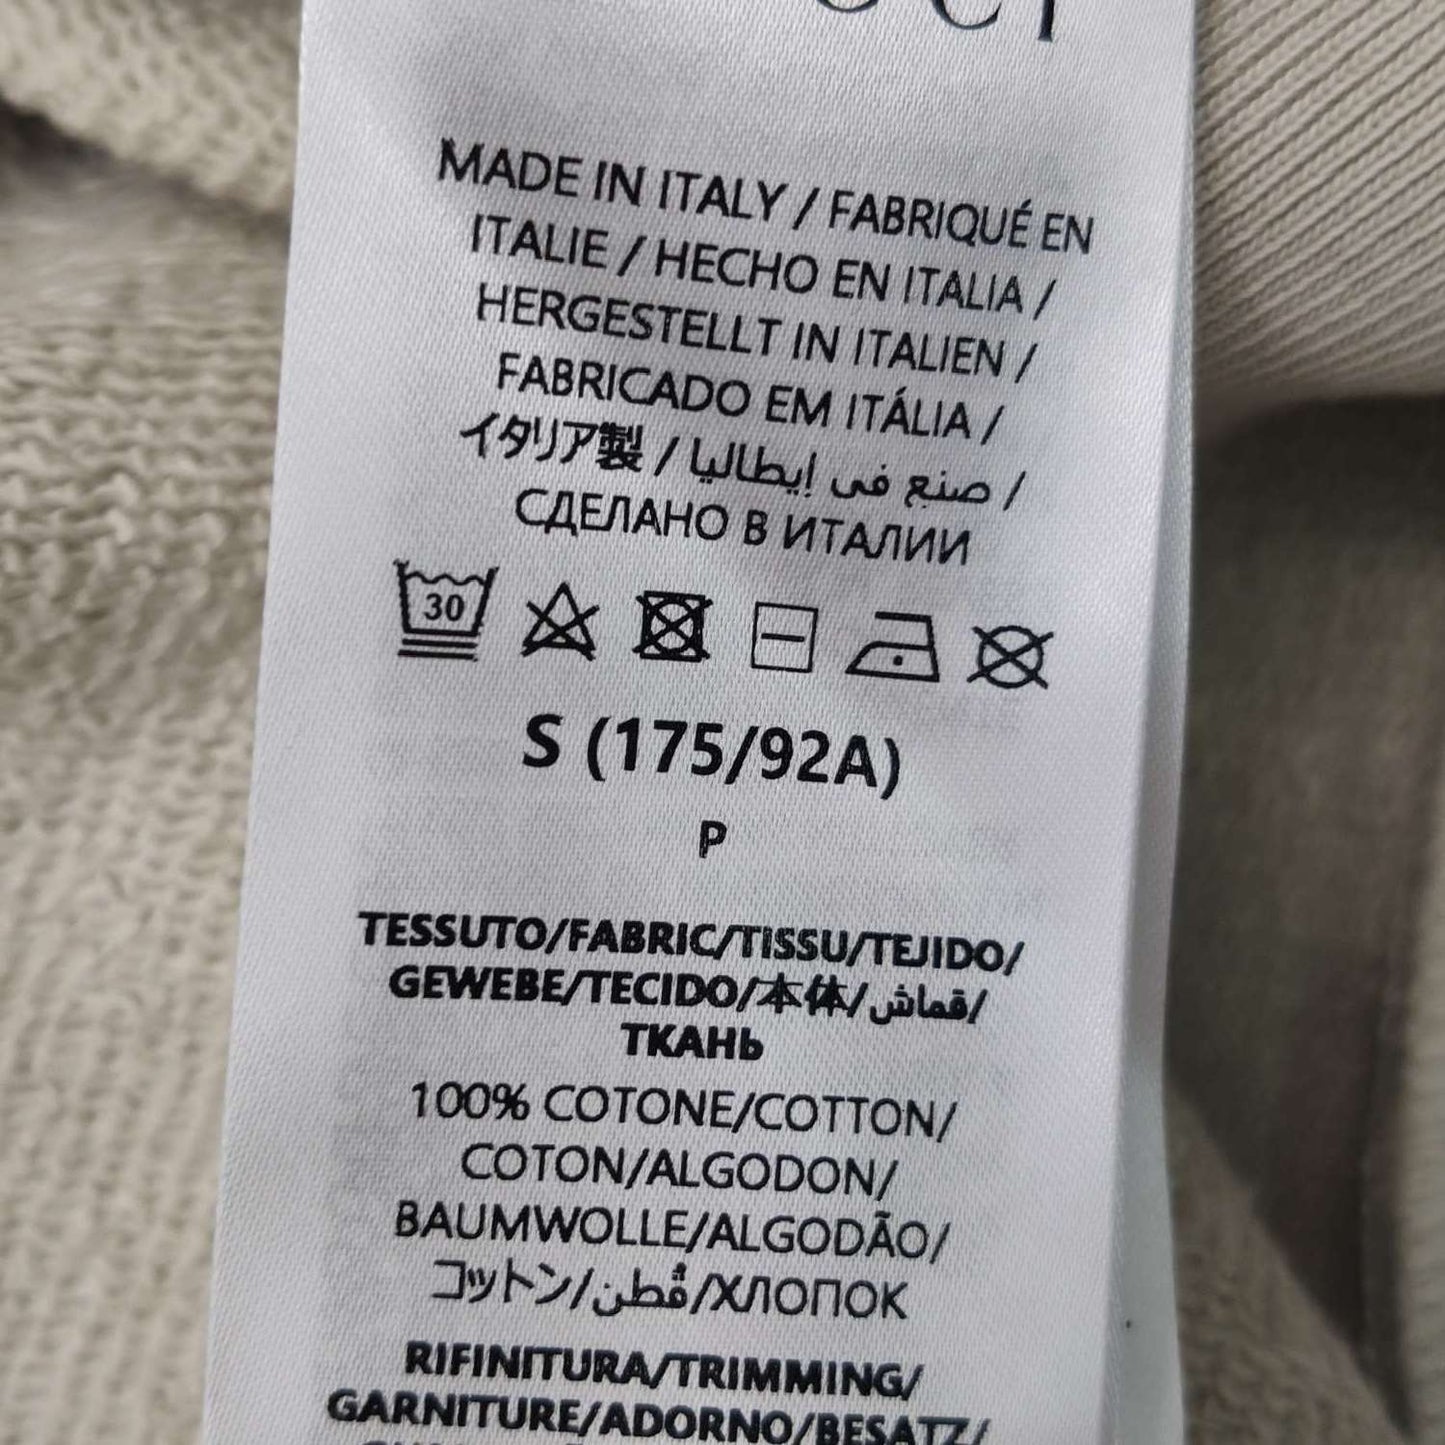 MADE IN ITALY / FABRIQUÉ EN
ITALIE / HECHO EN ITALIA /
HERGESTELLT IN ITALIEN /
FABRICADO EM ITÁLIA /
イタリア製 / صنع في إيطاليا /
СДЕЛАНО В ИТАЛИИ
30
S (175/92A)
P
TESSUTO/FABRIC/TISSU/TEJIDO/
GEWEBE/TECIDO/本体/قماش/
ТКАНЬ
100% COTONE/COTTON/
COTON/ALGODON/
BAUMWOLLE/ALGODÃO/
コットン/قُطن/ХЛОПОК
RIFINITURA/TRIMMING/
GARNITURE/ADORNO/BESATZ/